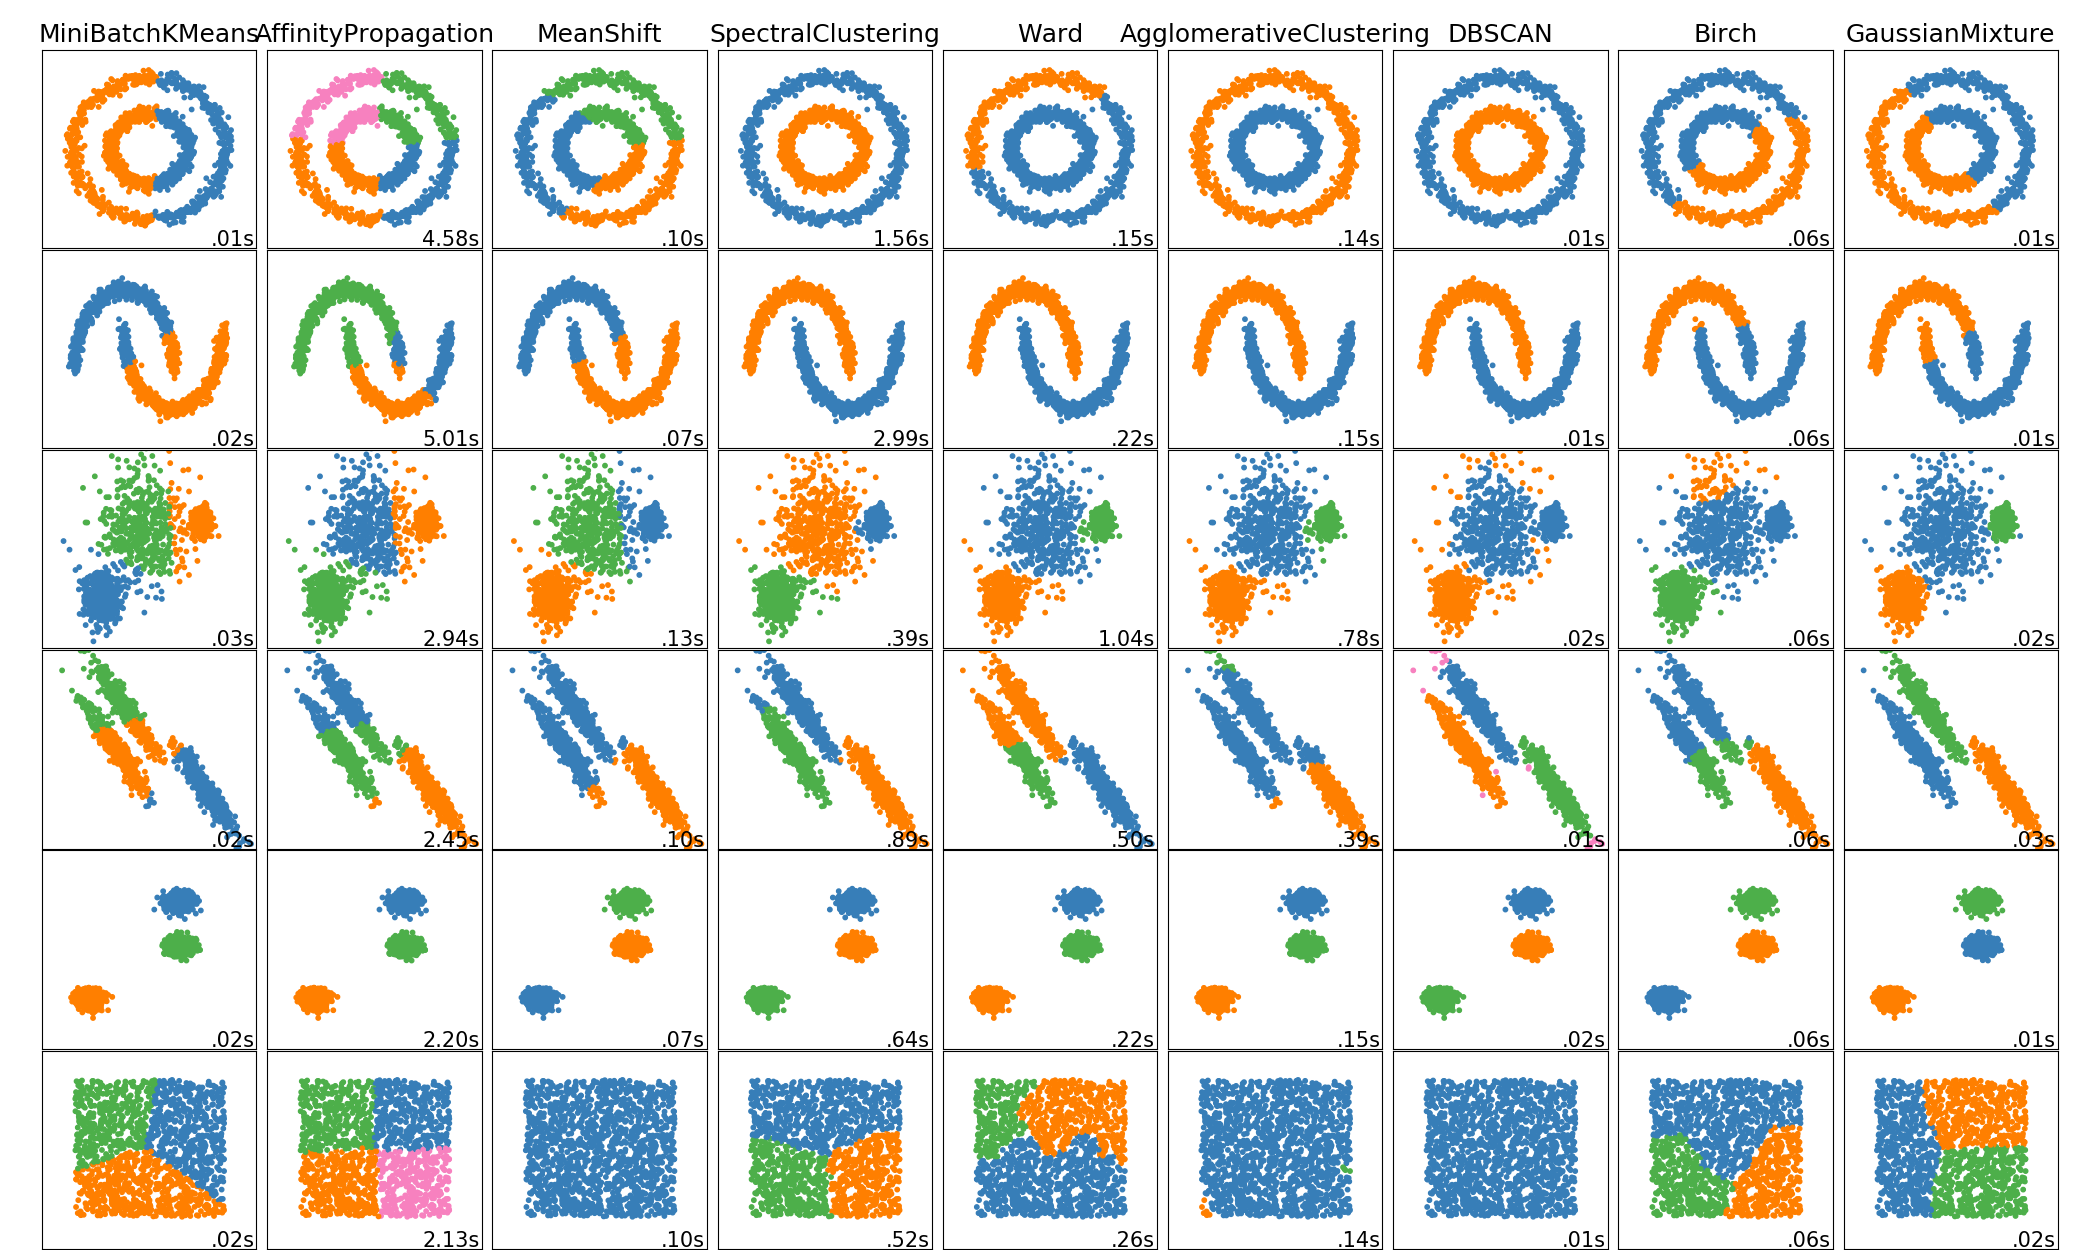 MiniBatchKMeans AffinityPropagation MeanShift SpectralClustering Ward AgglomerativeClustering DBSCAN Birch GaussianMixture
.01s 4.58s .10s 1.56s .15s .14s .01s .06s .01s
.02s 5.01s .07s 2.99s .22s .15s .01s .06s .01s
.03s 2.94s .13s .39s 1.04s .78s .02s .06s .02s
.02s 2.45s .10s .89s .50s .39s .01s .06s .03s
.02s 2.20s .07s .64s .22s .15s .02s .06s .01s
.02s 2.13s .10s .52s .26s .14s .01s .06s .02s